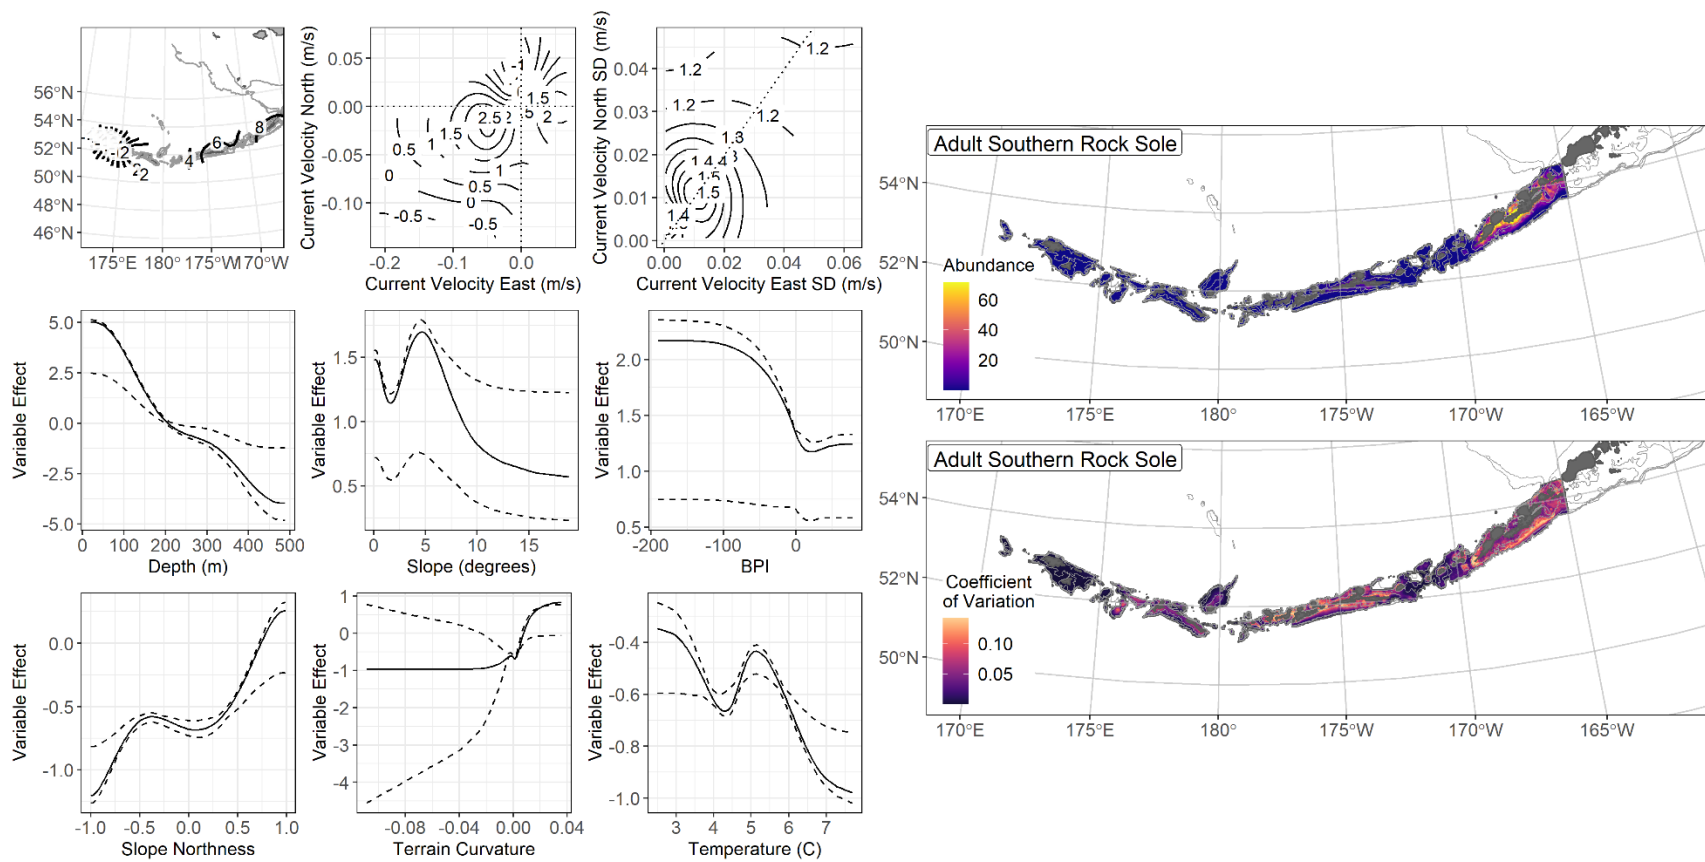 56°N
54°N
52°N
50°N
48°N
46°N
175°E 180° 175°W 170°W
-2
-2
4
6
8
Current Velocity North (m/s)
0.05
0.00
-0.05
-0.10
-0.2
-0.1
0.0
Current Velocity East (m/s)
2.5
1.5
1.5
2
1
0.5
0.5
1
0
0.5
0
-0.5
-0.5
Current Velocity North SD (m/s)
0.04
0.03
0.02
0.01
0.00
0.00
0.02
0.04
0.06
Current Velocity East SD (m/s)
1.2
1.2
1.2
1.2
1.3
1.4
1.5
1.4
Variable Effect
5.0
2.5
0.0
-2.5
-5.0
0 100 200 300 400 500
Depth (m)
Variable Effect
1.5
1.0
0.5
0
5
10
15
Slope (degrees)
Variable Effect
2.0
1.5
1.0
0.5
-200
-100
0
BPI
Variable Effect
0.0
-0.5
-1.0
-1.0 -0.5 0.0 0.5 1.0
Slope Northness
Variable Effect
1
0
-1
-2
-3
-4
-0.08
-0.04
0.00
0.04
Terrain Curvature
Variable Effect
-0.4
-0.6
-0.8
-1.0
3
4
5
6
7
Temperature (C)
Adult Southern Rock Sole
54°N
52°N
50°N
Abundance
60
40
20
170°E
175°E
180°
175°W
170°W
165°W
Adult Southern Rock Sole
54°N
52°N
50°N
Coefficient
of Variation
0.10
0.05
170°E
175°E
180°
175°W
170°W
165°W